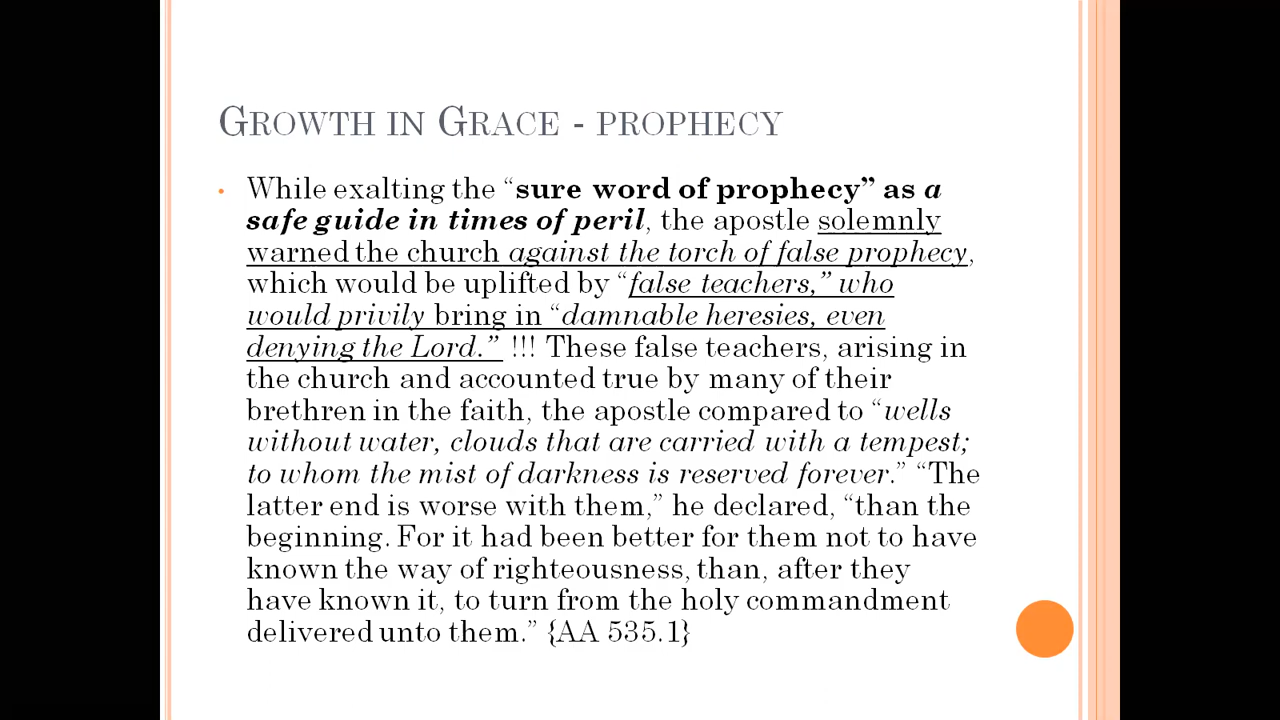 GROWTH IN GRACE - PROPHECY
• While exalting the “sure word of prophecy” as a
safe guide in times of peril, the apostle solemnly
warned the church against the torch of false prophecy,
which would be uplifted by “false teachers,” who
would privily bring in “damnable heresies, even
denying the Lord.” !!! These false teachers, arising in
the church and accounted true by many of their
brethren in the faith, the apostle compared to “wells
without water, clouds that are carried with a tempest;
to whom the mist of darkness is reserved forever.” “The
latter end is worse with them,” he declared, “than the
beginning. For it had been better for them not to have
known the way of righteousness, than, after they
have known it, to turn from the holy commandment
delivered unto them.” {AA 535.1}